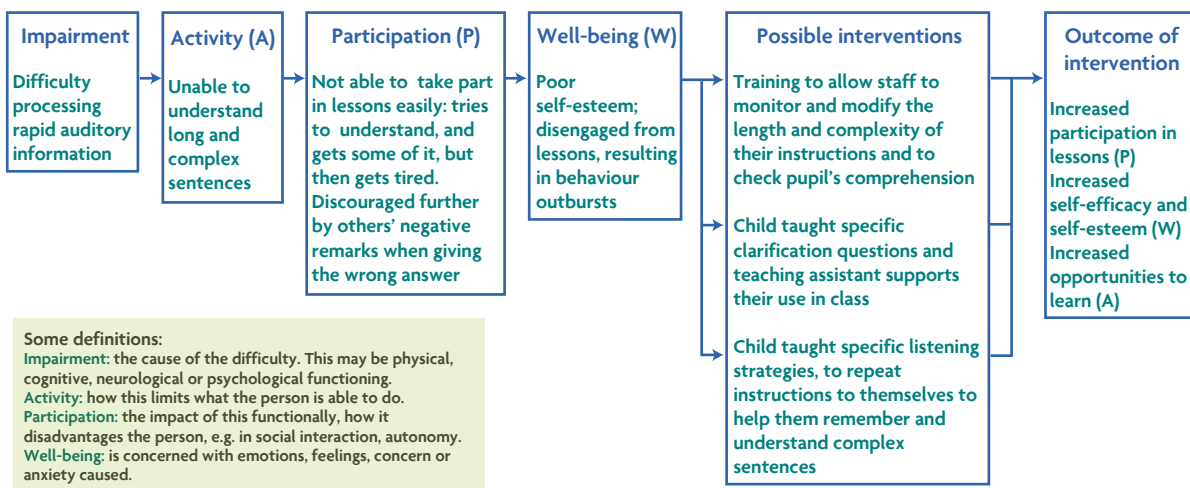 Impairment
Difficulty
processing
rapid auditory
information
Activity (A)
Unable to
understand
long and
complex
sentences
Participation (P)
Not able to take part
in lessons easily: tries
to understand, and
gets some of it, but
then gets tired.
Discouraged further
by others’ negative
remarks when giving
the wrong answer
Well-being (W)
Poor
self-esteem;
disengaged from
lessons, resulting
in behaviour
outbursts
Possible interventions
Training to allow staff to
monitor and modify the
length and complexity of
their instructions and to
check pupil’s comprehension
Child taught specific
clarification questions and
teaching assistant supports
their use in class
Child taught specific listening
strategies, to repeat
instructions to themselves to
help them remember and
understand complex
sentences
Outcome of
intervention
Increased
participation in
lessons (P)
Increased
self-efficacy and
self-esteem (W)
Increased
opportunities to
learn (A)
Some definitions:
Impairment: the cause of the difficulty. This may be physical,
cognitive, neurological or psychological functioning.
Activity: how this limits what the person is able to do.
Participation: the impact of this functionally, how it
disadvantages the person, e.g. in social interaction, autonomy.
Well-being: is concerned with emotions, feelings, concern or
anxiety caused.